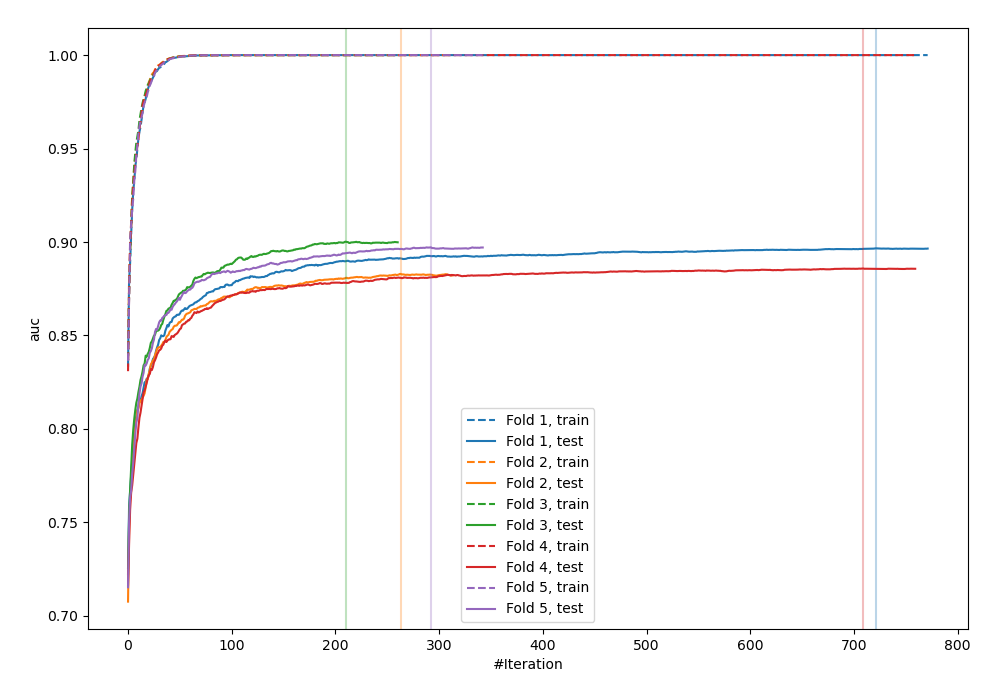 1.00
0.95
0.90
0.85
0.80
0.75
0.70
auc
0
100
200
300
400
500
600
700
800
#Iteration
Fold 1, train
Fold 1, test
Fold 2, train
Fold 2, test
Fold 3, train
Fold 3, test
Fold 4, train
Fold 4, test
Fold 5, train
Fold 5, test